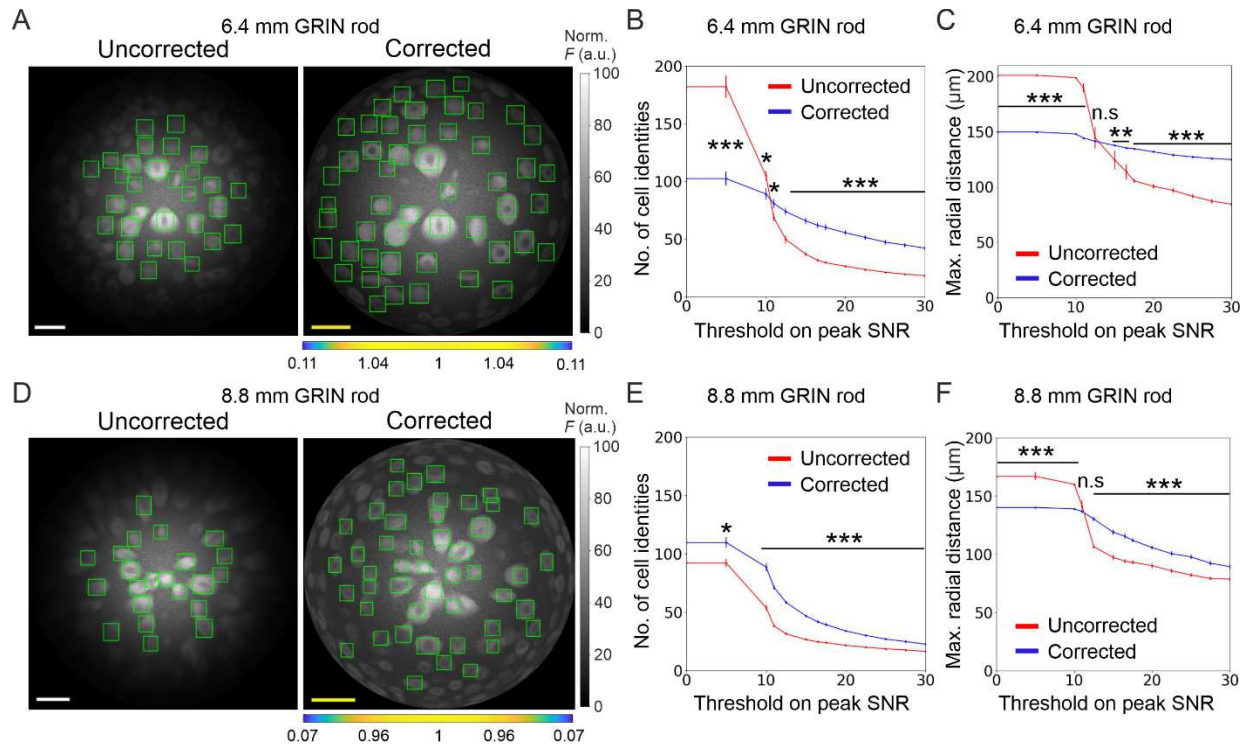 A
6.4 mm GRIN rod
Uncorrected
Corrected
Norm.
F (a.u.)
100
80
60
40
20
0
0.11 1.04 1 1.04 0.11
B
6.4 mm GRIN rod
No. of cell identities
200
150
100
50
0
Uncorrected
Corrected
***
*
*
***
0 10 20 30
Threshold on peak SNR
C
6.4 mm GRIN rod
Max. radial distance (µm)
200
150
100
50
0
***
n.s
**
***
Uncorrected
Corrected
0 10 20 30
Threshold on peak SNR
D
8.8 mm GRIN rod
Uncorrected
Corrected
Norm.
F (a.u.)
100
80
60
40
20
0
0.07 0.96 1 0.96 0.07
E
8.8 mm GRIN rod
No. of cell identities
200
150
100
50
0
Uncorrected
Corrected
*
***
0 10 20 30
Threshold on peak SNR
F
8.8 mm GRIN rod
Max. radial distance (µm)
200
150
100
50
0
***
n.s
***
Uncorrected
Corrected
0 10 20 30
Threshold on peak SNR